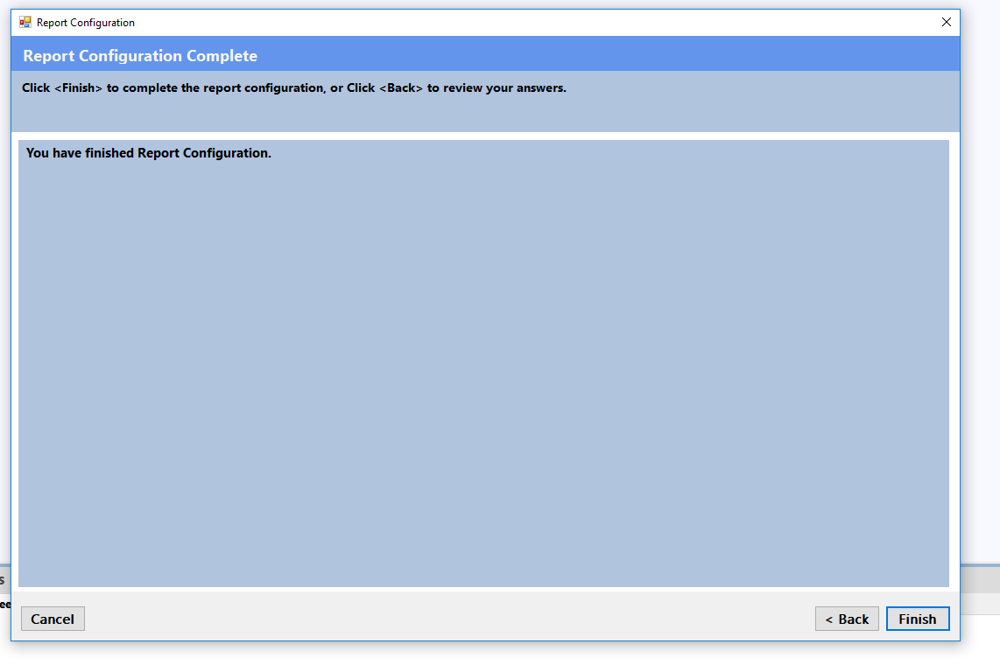 Report Configuration
Report Configuration Complete
Click <Finish> to complete the report configuration, or Click <Back> to review your answers.
You have finished Report Configuration.
s
ee
Cancel
< Back
Finish